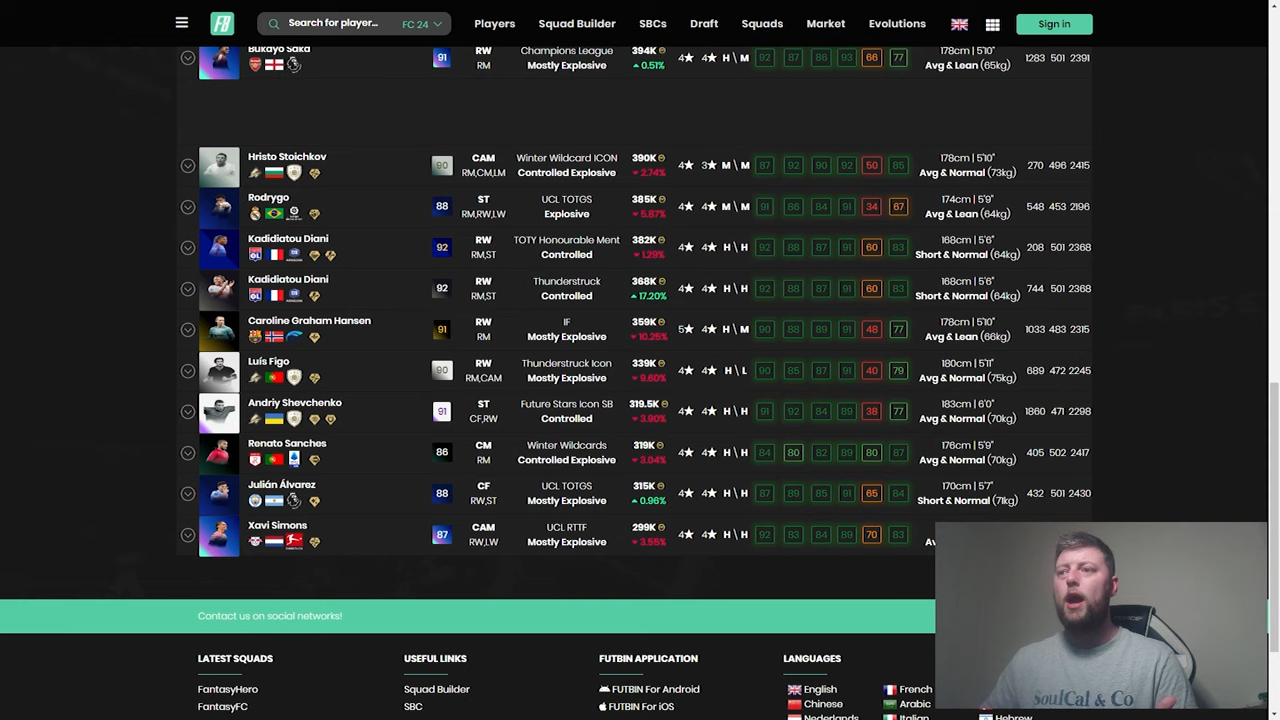 FB
Search for player...
FC 24
Players
Squad Builder
SBCs
Draft
Squads
Market
Evolutions
Sign in
Bukayo Saka
91
RW
RM
Champions League
Mostly Explosive
394K
0.51%
4★ 4★ H \ M
92 87 86 93 66 77
178cm | 5'10"
Avg & Lean (65kg)
1283 501 2391
Hristo Stoichkov
90
CAM
RM,CM,LM
Winter Wildcard ICON
Controlled Explosive
390K
2.74%
4★ 3★ M \ M
87 92 90 92 50 85
178cm | 5'10"
Avg & Normal (73kg)
270 496 2415
Rodrygo
88
ST
RM,RW,LW
UCL TOTGS
Explosive
385K
5.87%
4★ 4★ M \ M
91 86 84 91 34 67
174cm | 5'9"
Avg & Lean (64kg)
548 453 2196
Kadidiatou Diani
92
RW
RM,ST
TOTY Honourable Ment
Controlled
382K
1.29%
4★ 4★ H \ H
92 88 87 91 60 83
168cm | 5'6"
Short & Normal (64kg)
208 501 2368
Kadidiatou Diani
92
RW
RM,ST
Thunderstruck
Controlled
368K
17.20%
4★ 4★ H \ H
92 88 87 91 60 83
168cm | 5'6"
Short & Normal (64kg)
744 501 2368
Caroline Graham Hansen
91
RW
RM
IF
Mostly Explosive
359K
10.25%
5★ 4★ H \ M
90 88 89 91 48 77
178cm | 5'10"
Avg & Lean (66kg)
1033 483 2315
Luís Figo
90
RW
RM,CAM
Thunderstruck Icon
Mostly Explosive
339K
9.60%
4★ 4★ H \ L
90 85 87 91 40 79
180cm | 5'11"
Avg & Normal (75kg)
689 472 2245
Andriy Shevchenko
91
ST
CF,RW
Future Stars Icon SB
Controlled
319.5K
3.90%
4★ 4★ H \ M
91 92 84 91 38 77
183cm | 6'0"
Avg & Normal (70kg)
1860 471 2298
Renato Sanches
86
CM
RM
Winter Wildcards
Controlled Explosive
319K
3.04%
4★ 4★ H \ H
84 80 82 89 80 87
176cm | 5'9"
Avg & Normal (70kg)
405 502 2417
Julián Álvarez
88
CF
RW,ST
UCL TOTGS
Mostly Explosive
315K
0.96%
4★ 4★ H \ H
87 89 85 91 65 84
170cm | 5'7"
Short & Normal (71kg)
432 501 2430
Xavi Simons
87
CAM
RW,LW
UCL RTTF
Mostly Explosive
299K
3.55%
4★ 4★ H \ H
92 83 84 89 70 83
Contact us on social networks!
LATEST SQUADS
USEFUL LINKS
FUTBIN APPLICATION
LANGUAGES
FantasyHero
Squad Builder
FUTBIN For Android
English
French
FantasyFC
SBC
FUTBIN For iOS
Chinese
Arabic
Nederlands
Italian
Hebrew
SoulCal & Co